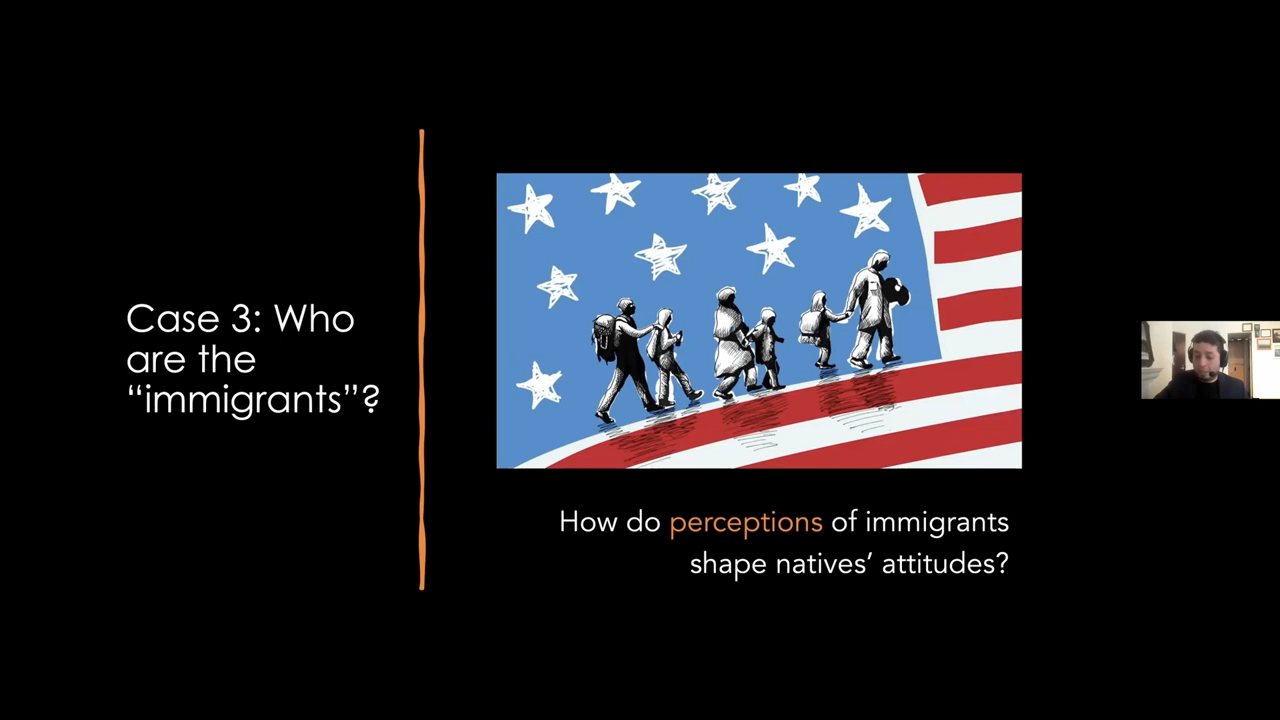 Case 3: Who
are the
“immigrants”?
How do perceptions of immigrants
shape natives’ attitudes?